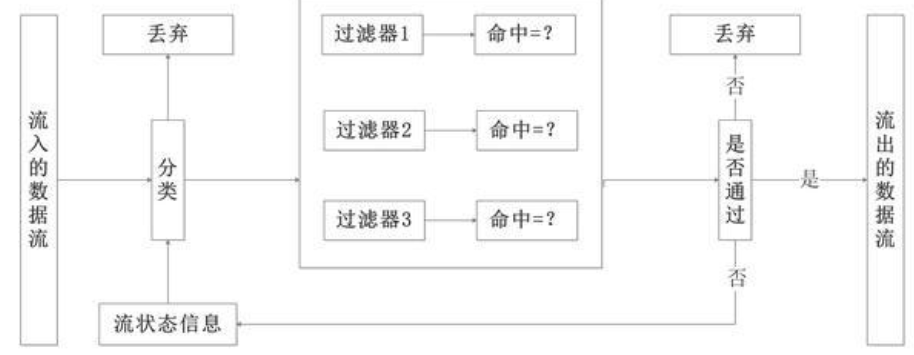 流入的数据流
丢弃
分类
流状态信息
过滤器1
命中=?
过滤器2
命中=?
过滤器3
命中=?
丢弃
否
是否通过
是
否
流出的数据流